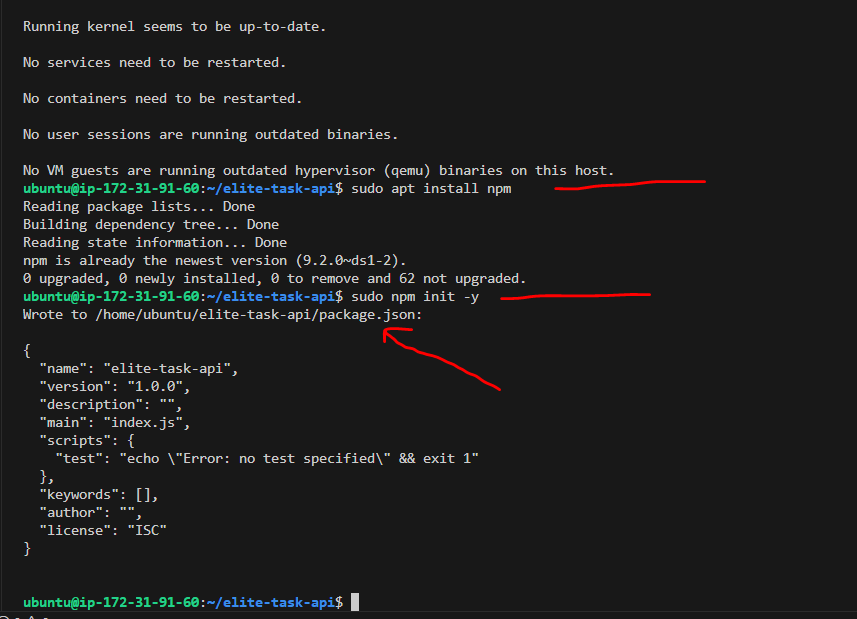 Running kernel seems to be up-to-date.
No services need to be restarted.
No containers need to be restarted.
No user sessions are running outdated binaries.
No VM guests are running outdated hypervisor (qemu) binaries on this host.
ubuntu@ip-172-31-91-60:~/elite-task-api$ sudo apt install npm
Reading package lists... Done
Building dependency tree... Done
Reading state information... Done
npm is already the newest version (9.2.0~ds1-2).
0 upgraded, 0 newly installed, 0 to remove and 62 not upgraded.
ubuntu@ip-172-31-91-60:~/elite-task-api$ sudo npm init -y
Wrote to /home/ubuntu/elite-task-api/package.json:
{
  "name": "elite-task-api",
  "version": "1.0.0",
  "description": "",
  "main": "index.js",
  "scripts": {
    "test": "echo \"Error: no test specified\" && exit 1"
  },
  "keywords": [],
  "author": "",
  "license": "ISC"
}
ubuntu@ip-172-31-91-60:~/elite-task-api$